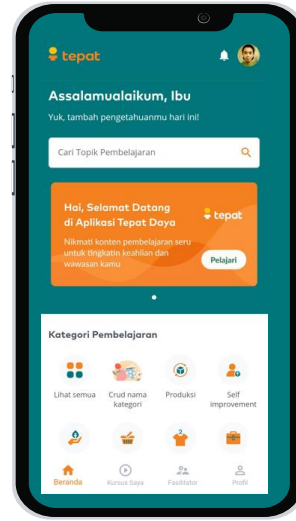 tepat
Assalamualaikum, Ibu
Yuk, tambah pengetahuanmu hari ini!
Cari Topik Pembelajaran
Hai, Selamat Datang
di Aplikasi Tepat Daya
tepat
Nikmati konten pembelajaran seru
untuk tingkatin keahlian dan
wawasan kamu
Pelajari
Kategori Pembelajaran
Lihat semua
Crud nama
kategori
Produksi
Self
improvement
Beranda
Kursus Saya
Fasilitator
Profil